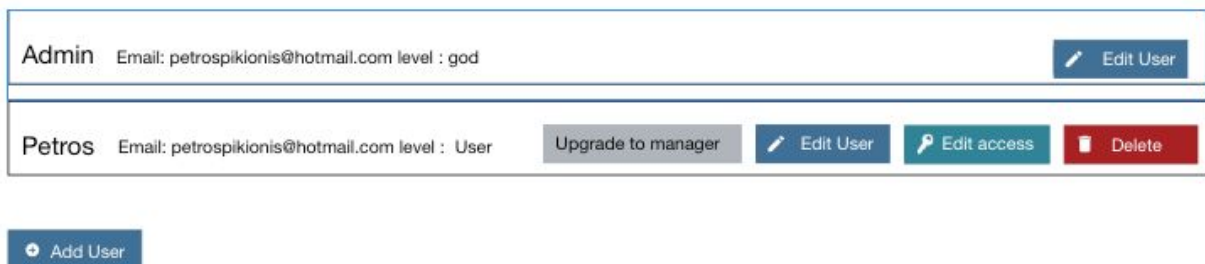 Admin Email: petrospikionis@hotmail.com level : god Edit User
Petros Email: petrospikionis@hotmail.com level : User Upgrade to manager Edit User Edit access Delete
Add User